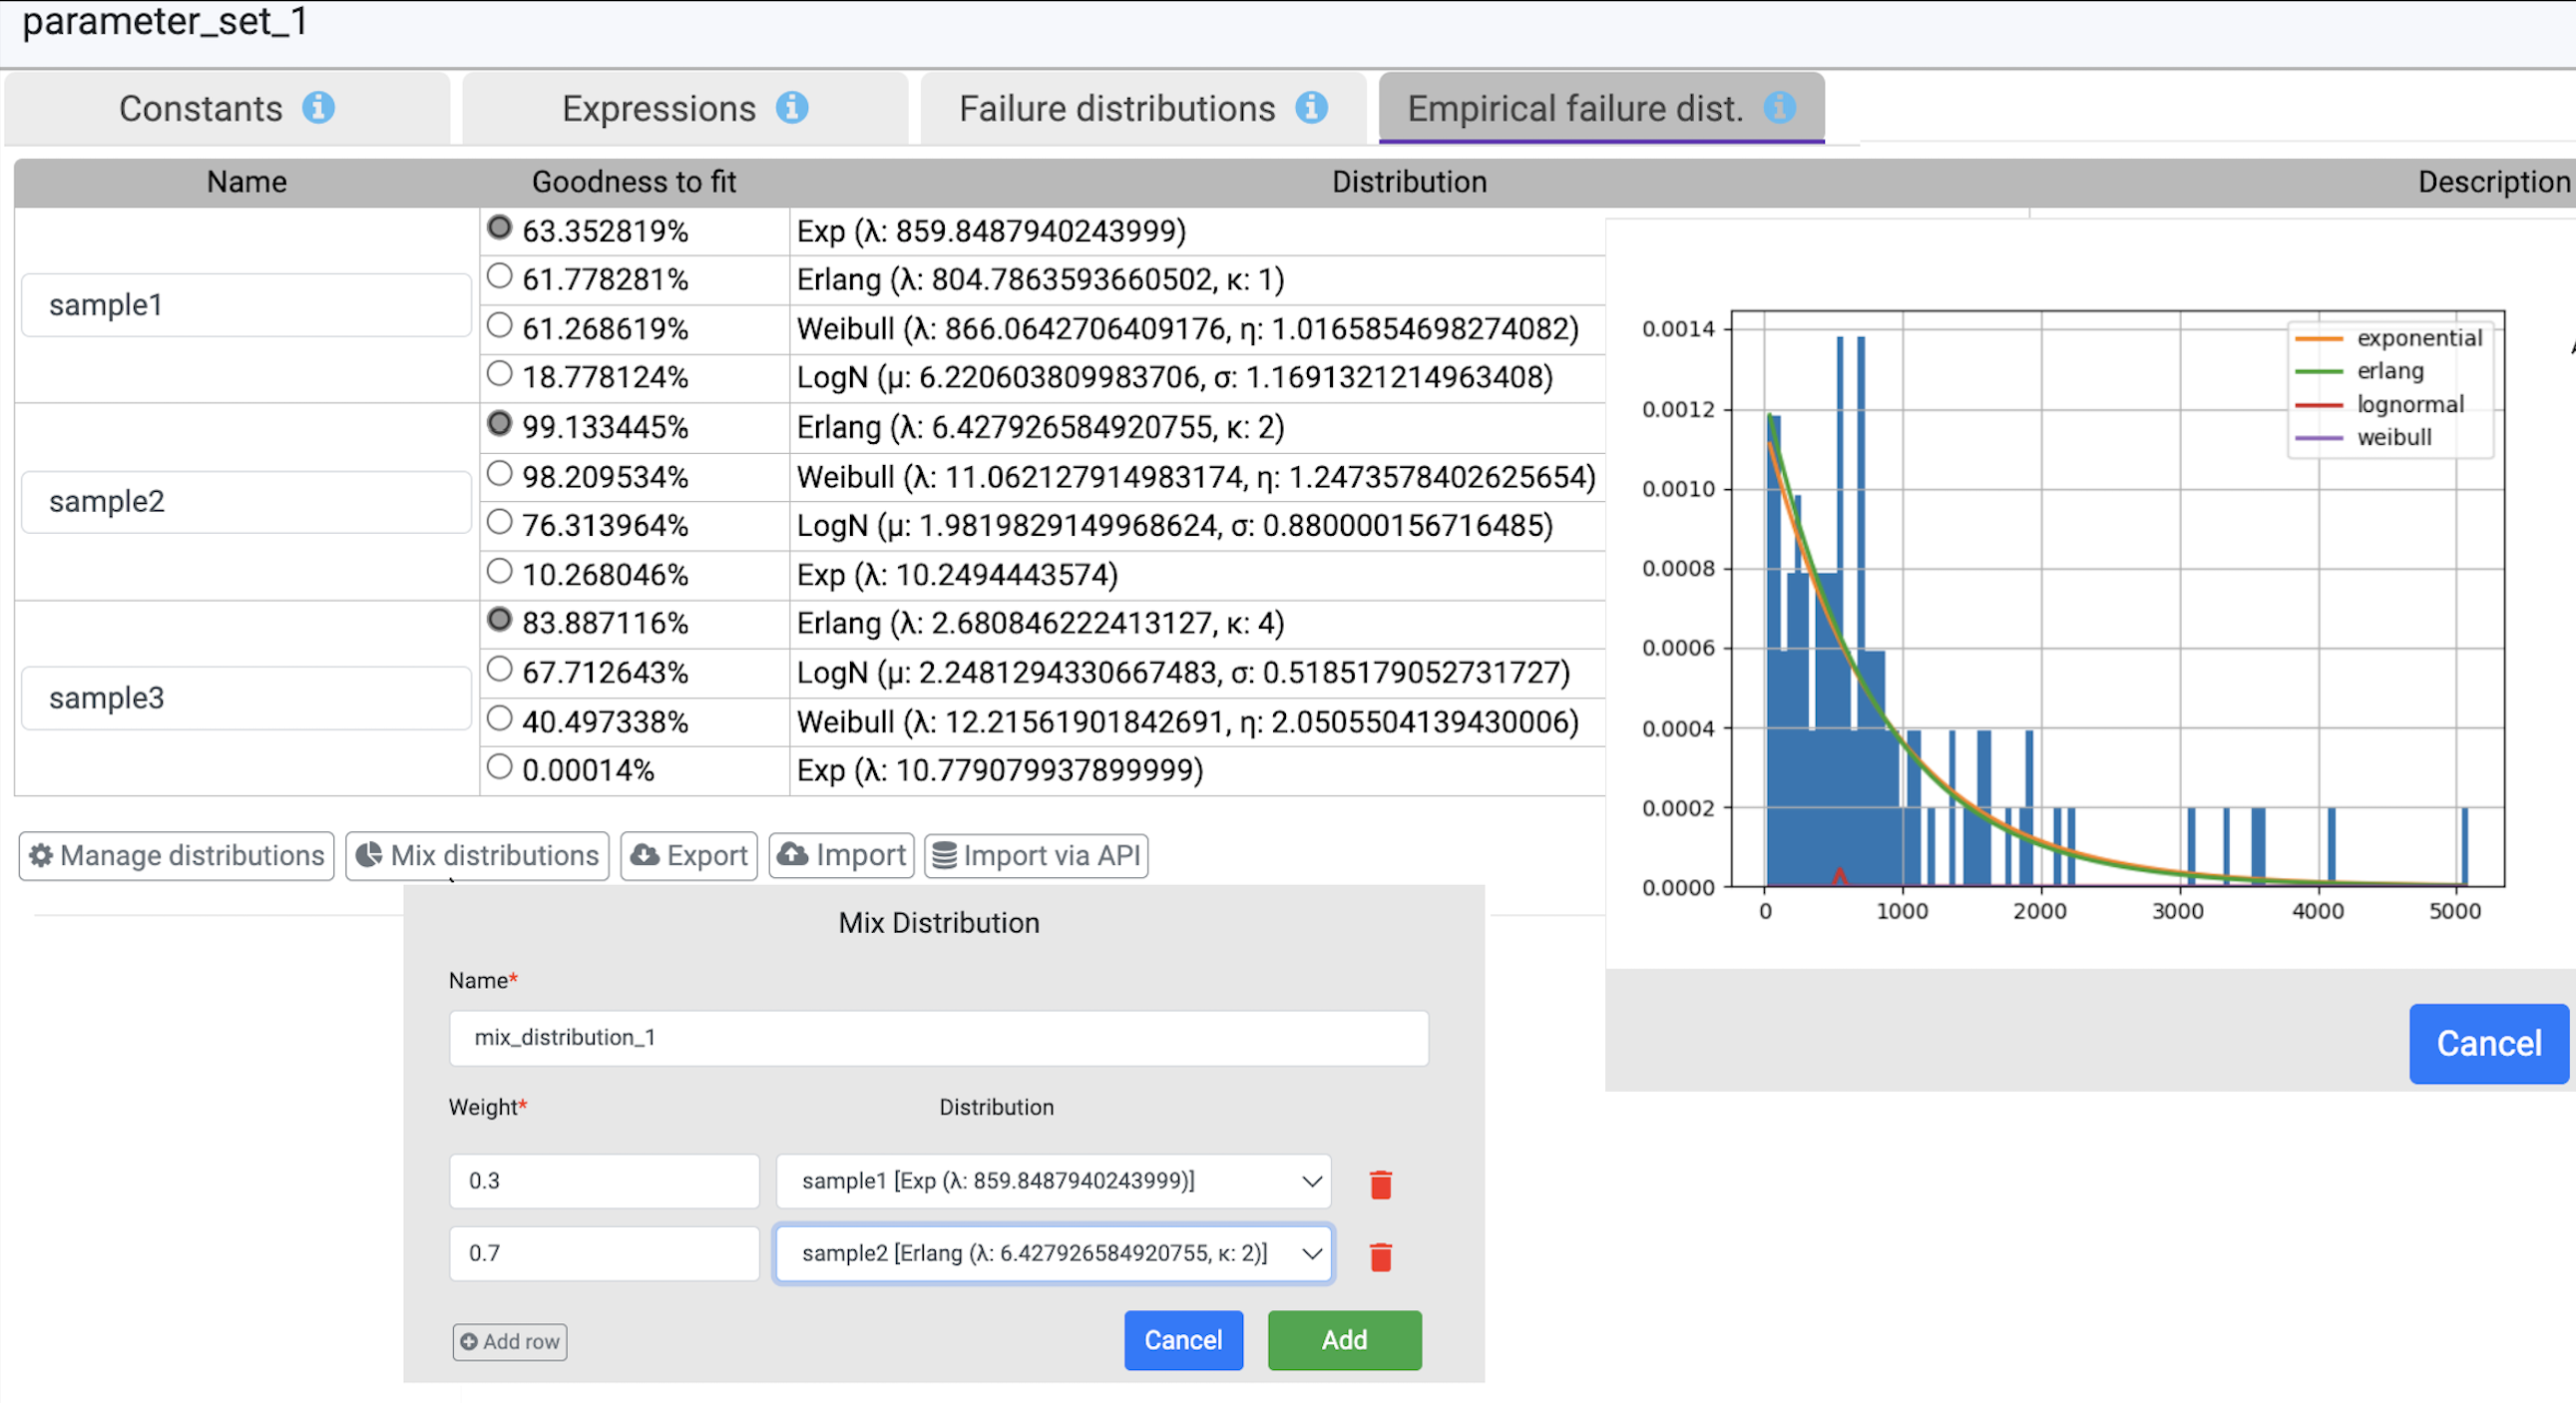 parameter_set_1
Constants
Expressions
Failure distributions
Empirical failure dist.
Name Goodness to fit Distribution Description
sample1
63.352819% Exp (λ: 859.8487940243999)
61.778281% Erlang (λ: 804.7863593660502, κ: 1)
61.268619% Weibull (λ: 866.0642706409176, η: 1.0165854698274082)
18.778124% LogN (μ: 6.220603809983706, σ: 1.1691321214963408)
sample2
99.133445% Erlang (λ: 6.427926584920755, κ: 2)
98.209534% Weibull (λ: 11.062127914983174, η: 1.2473578402625654)
76.313964% LogN (μ: 1.9819829149968624, σ: 0.880000156716485)
10.268046% Exp (λ: 10.2494443574)
sample3
83.887116% Erlang (λ: 2.680846222413127, κ: 4)
67.712643% LogN (μ: 2.2481294330667483, σ: 0.5185179052731727)
40.497338% Weibull (λ: 12.21561901842691, η: 2.0505504139430006)
0.00014% Exp (λ: 10.779079937899999)
Manage distributions
Mix distributions
Export
Import
Import via API
0.0014
0.0012
0.0010
0.0008
0.0006
0.0004
0.0002
0.0000
0 1000 2000 3000 4000 5000
exponential
erlang
lognormal
weibull
Cancel
Mix Distribution
Name*
mix_distribution_1
Weight* Distribution
0.3 sample1 [Exp (λ: 859.8487940243999)]
0.7 sample2 [Erlang (λ: 6.427926584920755, κ: 2)]
Add row
Cancel
Add